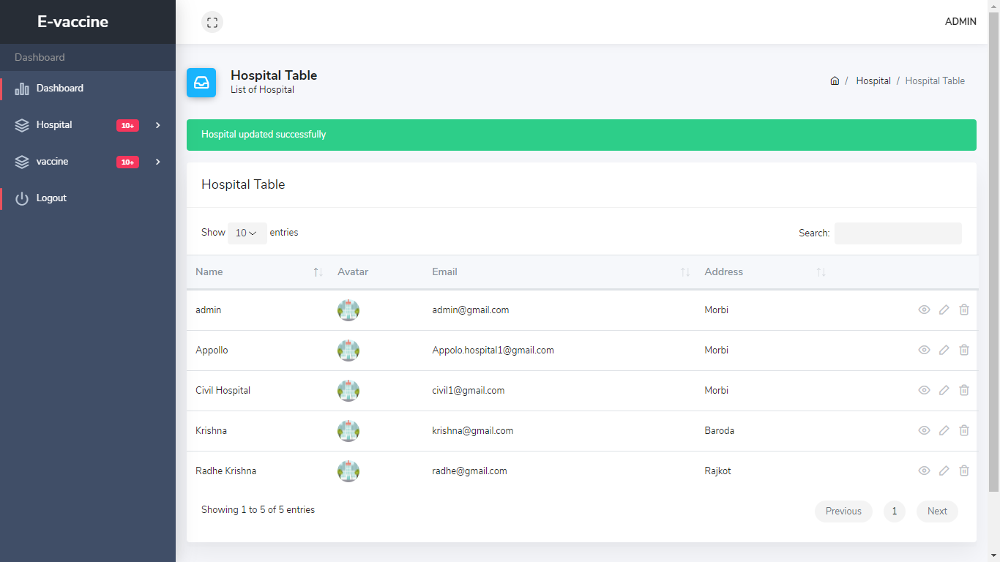 E-vaccine
ADMIN
Dashboard
Dashboard
Hospital 10+
vaccine 10+
Logout
Hospital Table
List of Hospital
/ Hospital / Hospital Table
Hospital updated successfully
Hospital Table
Show 10 entries
Search:
Name Avatar Email Address
admin admin@gmail.com Morbi
Appollo Appolo.hospital1@gmail.com Morbi
Civil Hospital civil1@gmail.com Morbi
Krishna krishna@gmail.com Baroda
Radhe Krishna radhe@gmail.com Rajkot
Showing 1 to 5 of 5 entries
Previous 1 Next